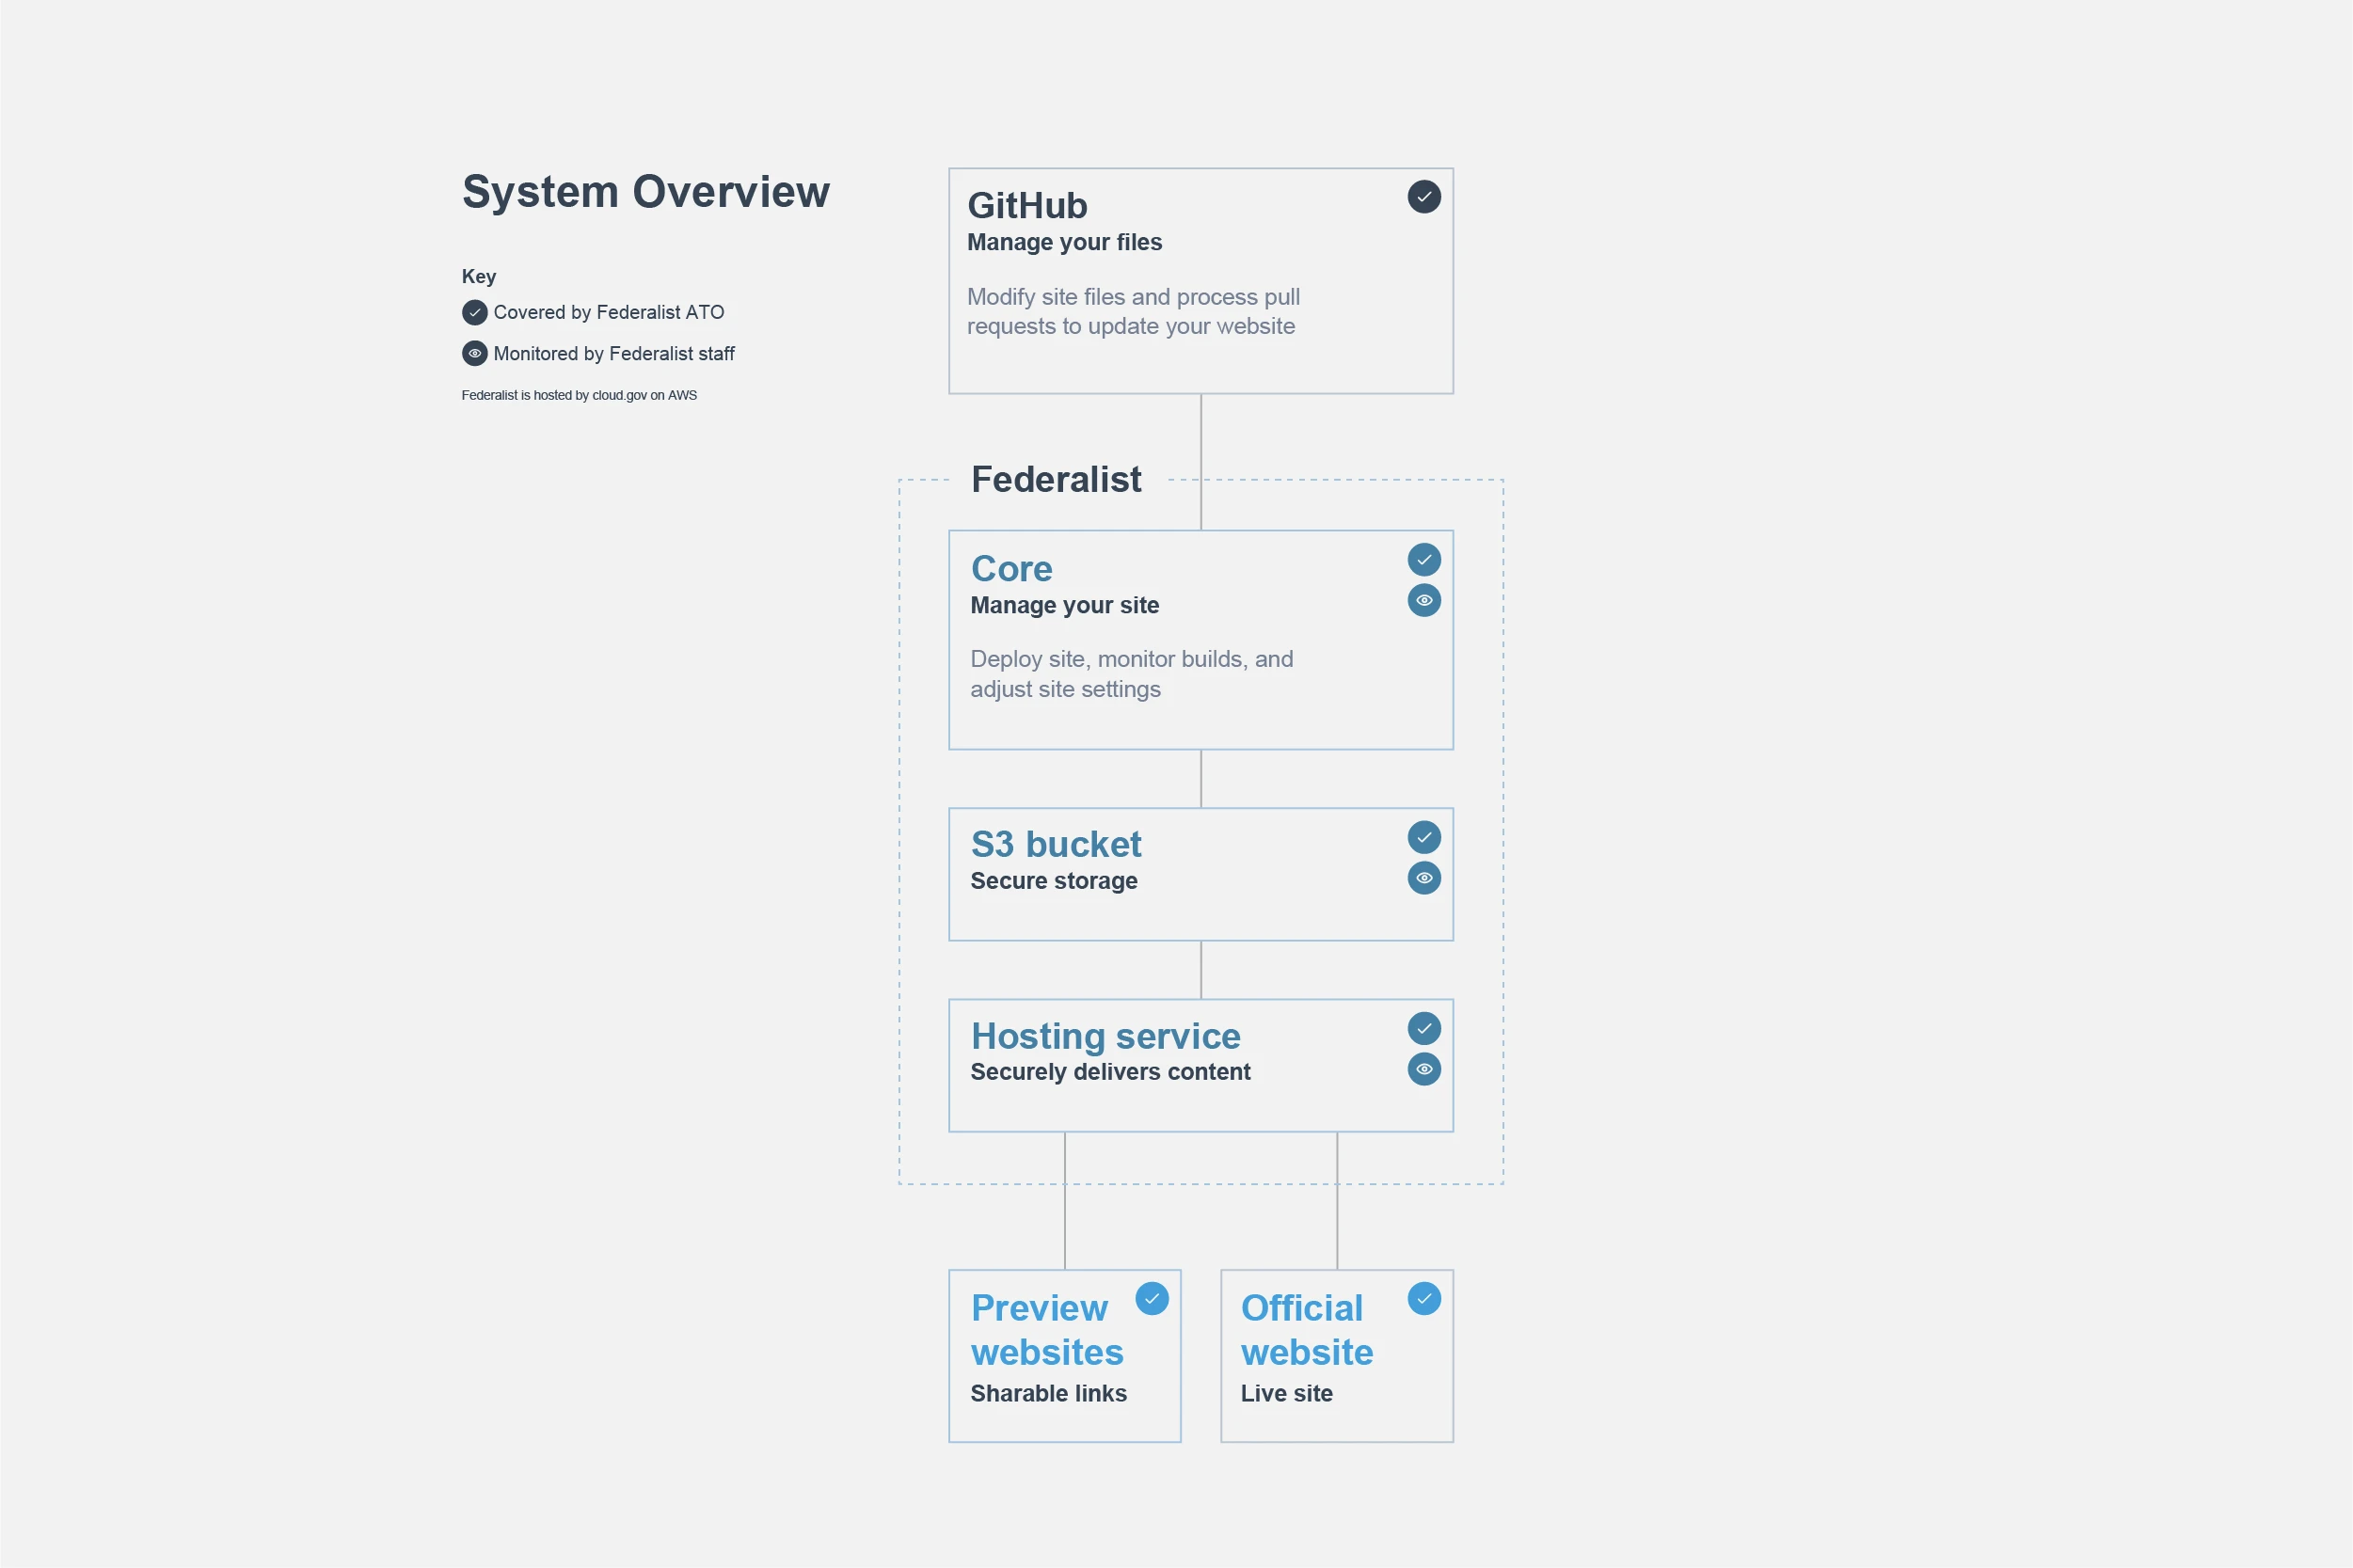 System Overview
Key
Covered by Federalist ATO
Monitored by Federalist staff
Federalist is hosted by cloud.gov on AWS
GitHub
Manage your files
Modify site files and process pull
requests to update your website
Federalist
Core
Manage your site
Deploy site, monitor builds, and
adjust site settings
S3 bucket
Secure storage
Hosting service
Securely delivers content
Preview
websites
Sharable links
Official
website
Live site